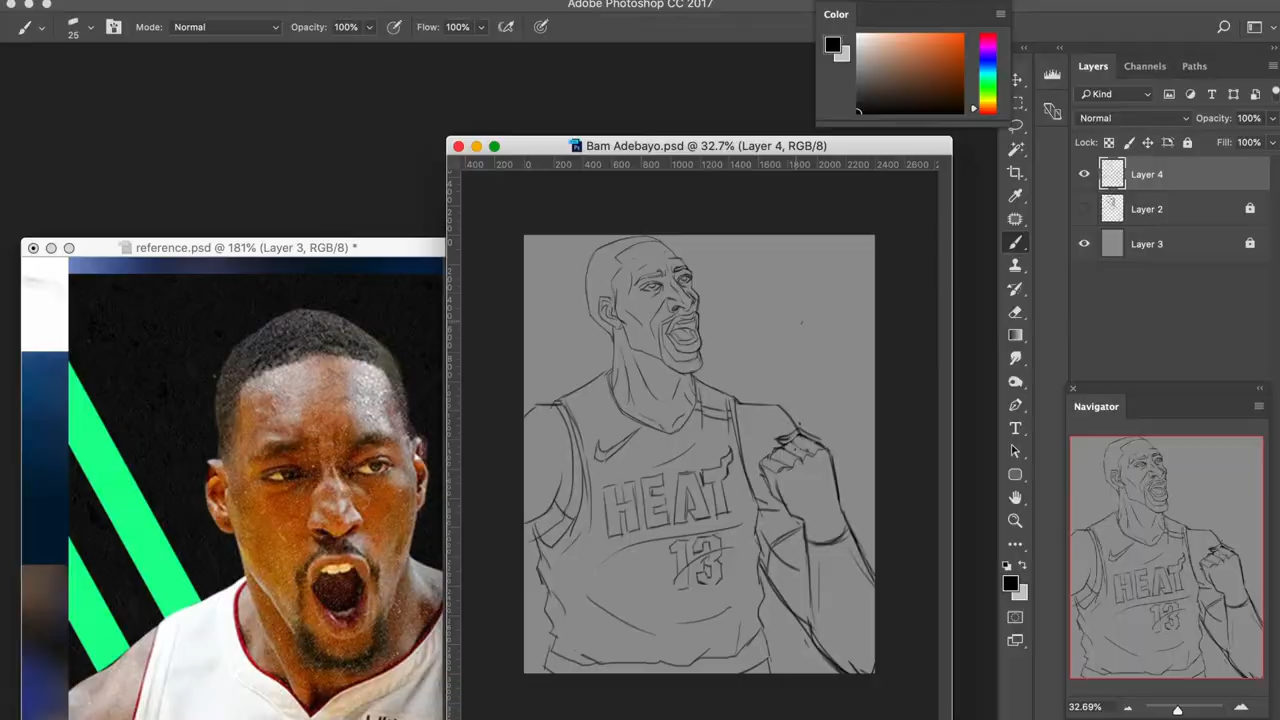 Adobe Photoshop CC 2017
25 Mode: Normal Opacity: 100% Flow: 100%
Color
Layers Channels Paths
Kind
Normal Opacity: 100%
Lock: Fill: 100%
Layer 4
Layer 2
Layer 3
Bam Adebayo.psd @ 32.7% (Layer 4, RGB/8)
400 200 0 200 400 600 800 1000 1200 1400 1600 1800 2000 2200 2400 2600
reference.psd @ 181% (Layer 3, RGB/8) *
HEAT
13
Navigator
HEAT
13
32.69%